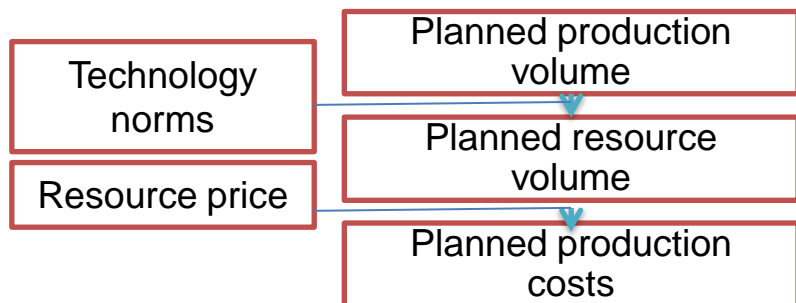 Planned production
volume
Technology
norms
Planned resource
volume
Resource price
Planned production
costs